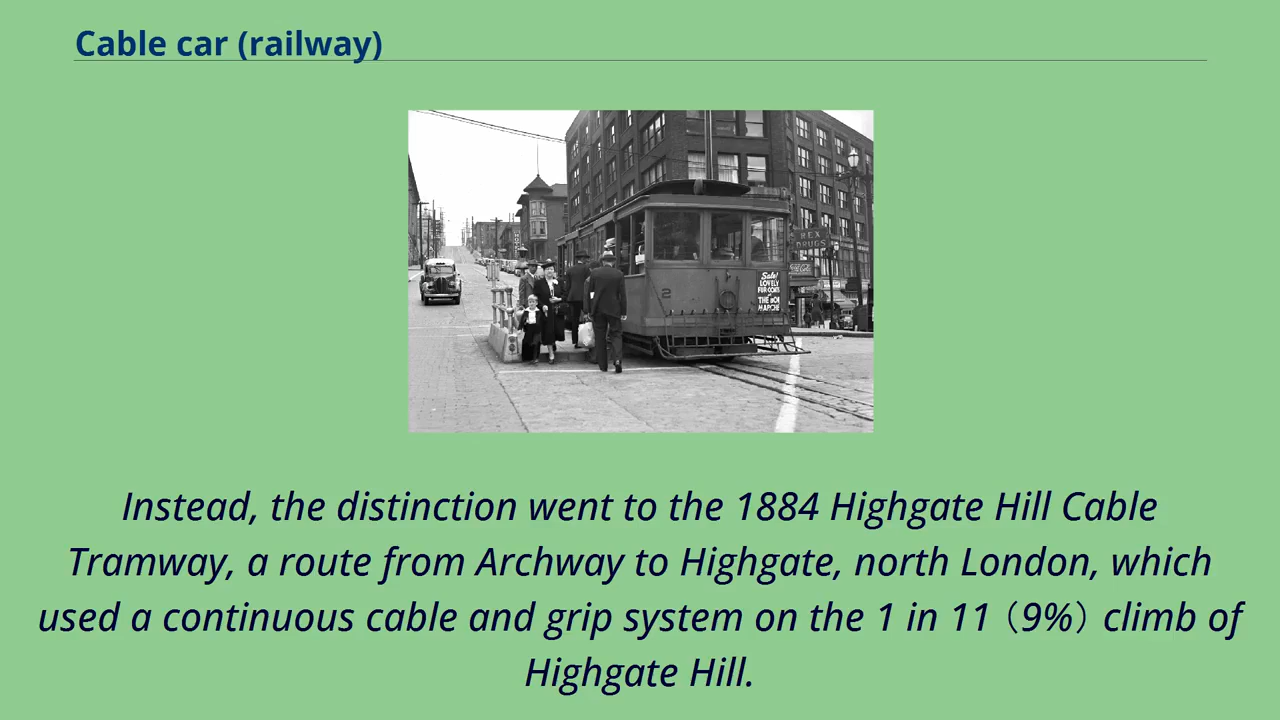 Cable car (railway)
REX
DRUGS
Sale!
LOVELY
FUR COATS
THE BON
MARCHE
2
Instead, the distinction went to the 1884 Highgate Hill Cable
Tramway, a route from Archway to Highgate, north London, which
used a continuous cable and grip system on the 1 in 11（9%）climb of
Highgate Hill.